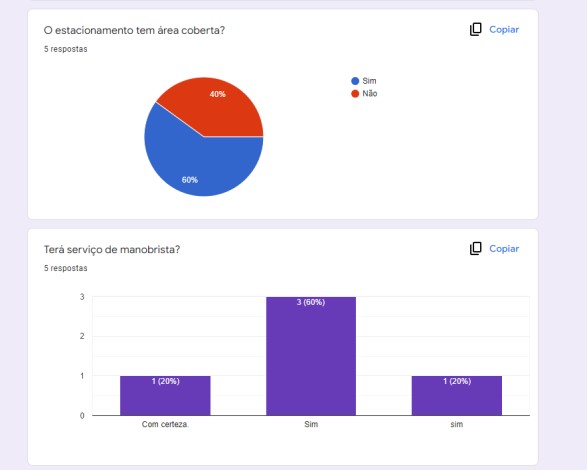 O estacionamento tem área coberta?
Copiar
5 respostas
Sim
Não
40%
60%
Terá serviço de manobrista?
Copiar
5 respostas
3
2
1
0
1 (20%)
3 (60%)
1 (20%)
Com certeza.
Sim
sim